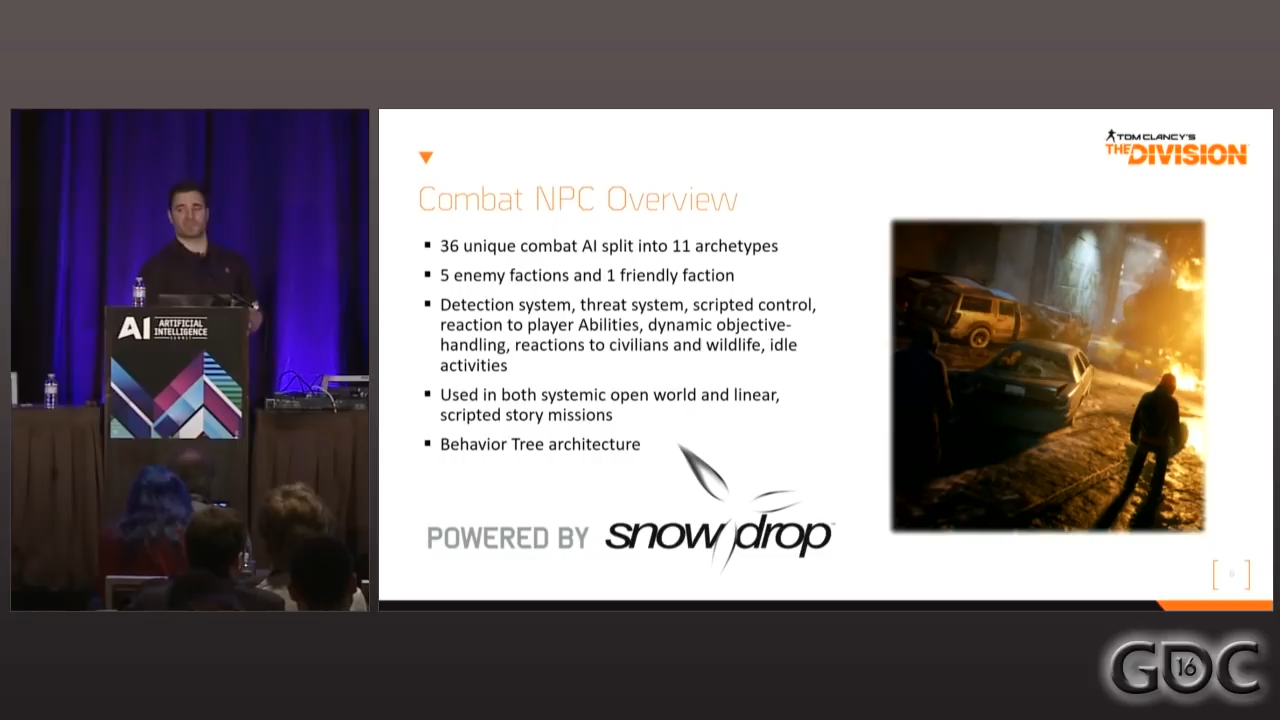 TOM CLANCY'S
THE DIVISION
Combat NPC Overview
36 unique combat AI split into 11 archetypes
5 enemy factions and 1 friendly faction
Detection system, threat system, scripted control,
reaction to player Abilities, dynamic objective-
handling, reactions to civilians and wildlife, idle
activities
Used in both systemic open world and linear,
scripted story missions
Behavior Tree architecture
POWERED BY snowdrop
AI ARTIFICIAL
INTELLIGENCE
SUMMIT
GDC 16